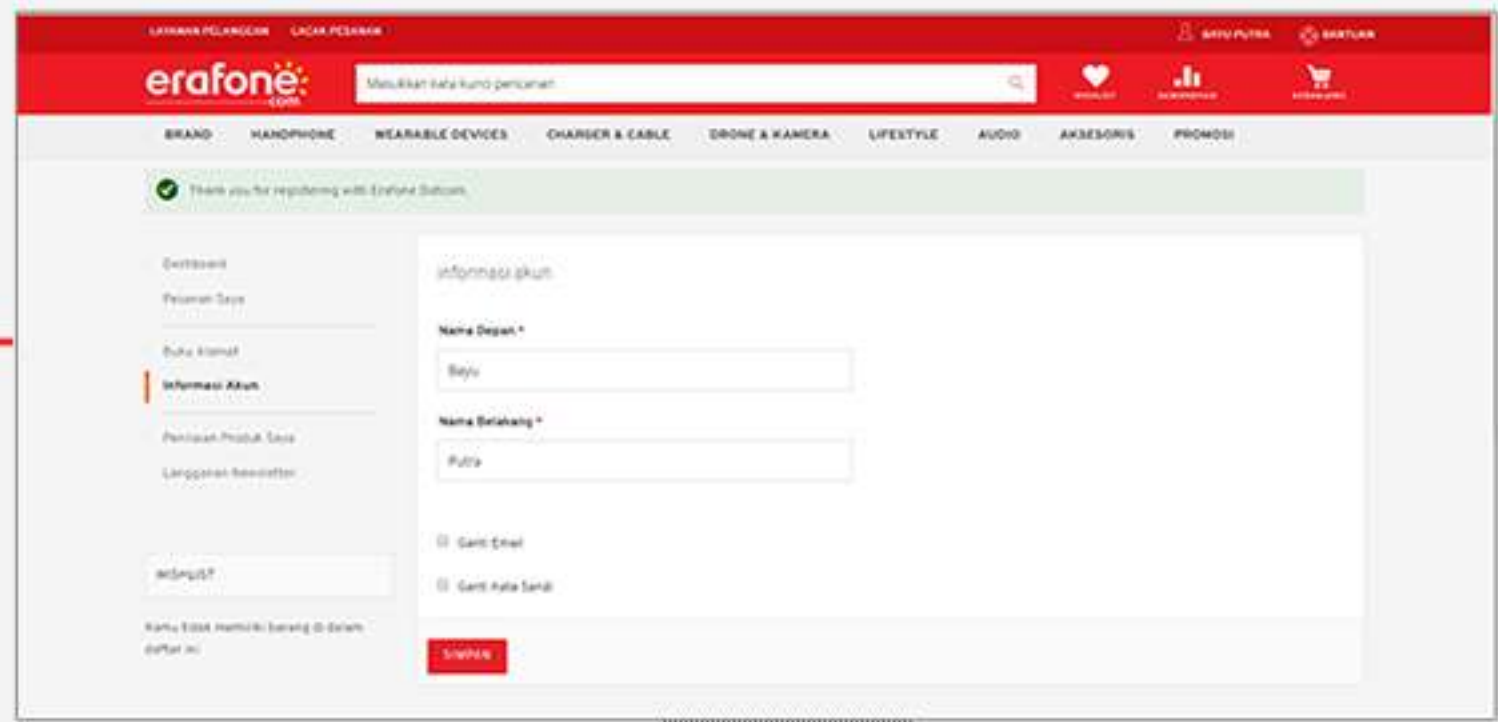 LAYANAN PELANGGAN LACAK PESANAN BAYU PUTRA BANTUAN
erafone.com
Masukkan kata kunci pencarian
WISHLIST
BRAND HANDPHONE WEARABLE DEVICES CHARGER & CABLE DRONE & KAMERA LIFESTYLE AUDIO AKSESORIS PROMOSI
Thank you for registering with Erafone Dotcom.
Dashboard
Pesanan Saya
Buku Alamat
Informasi Akun
Penilaian Produk Saya
Langganan Newsletter
WISHLIST
Kamu tidak memiliki barang di dalam
daftar ini
informasi akun
Nama Depan *
Bayu
Nama Belakang *
Putra
Ganti Email
Ganti Kata Sandi
SIMPAN